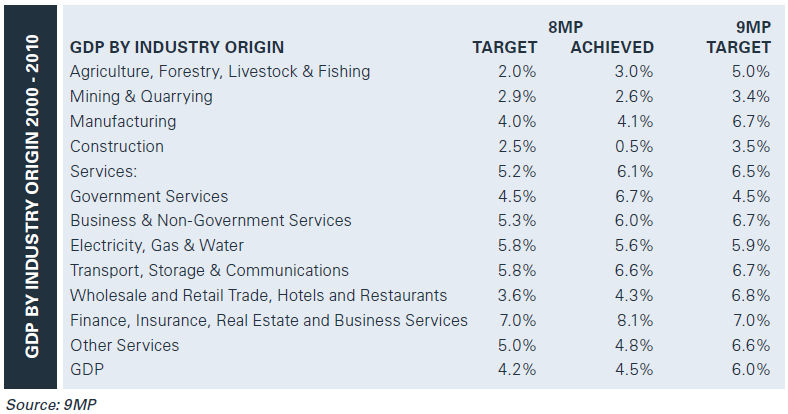 GDP BY INDUSTRY ORIGIN 2000 - 2010
8MP 9MP
GDP BY INDUSTRY ORIGIN TARGET ACHIEVED TARGET
Agriculture, Forestry, Livestock & Fishing 2.0% 3.0% 5.0%
Mining & Quarrying 2.9% 2.6% 3.4%
Manufacturing 4.0% 4.1% 6.7%
Construction 2.5% 0.5% 3.5%
Services: 5.2% 6.1% 6.5%
Government Services 4.5% 6.7% 4.5%
Business & Non-Government Services 5.3% 6.0% 6.7%
Electricity, Gas & Water 5.8% 5.6% 5.9%
Transport, Storage & Communications 5.8% 6.6% 6.7%
Wholesale and Retail Trade, Hotels and Restaurants 3.6% 4.3% 6.8%
Finance, Insurance, Real Estate and Business Services 7.0% 8.1% 7.0%
Other Services 5.0% 4.8% 6.6%
GDP 4.2% 4.5% 6.0%
Source: 9MP